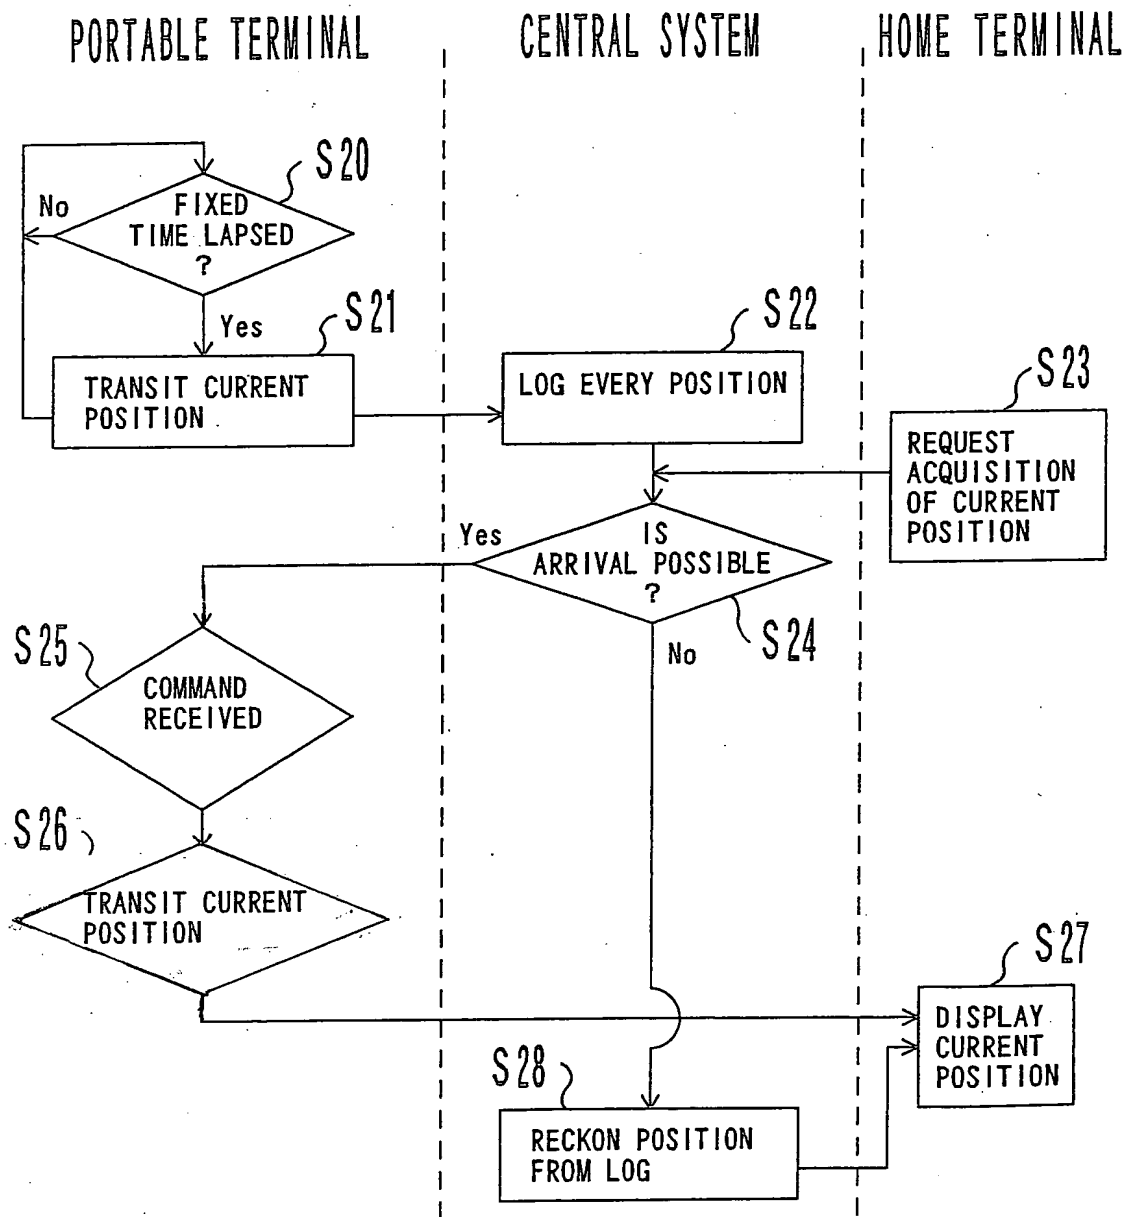 PORTABLE TERMINAL
CENTRAL SYSTEM
HOME TERMINAL
S20
No
FIXED
TIME LAPSED
?
Yes
S21
TRANSIT CURRENT
POSITION
S22
LOG EVERY POSITION
S23
REQUEST
ACQUISITION
OF CURRENT
POSITION
Yes
IS
ARRIVAL POSSIBLE
?
S24
No
S25
COMMAND
RECEIVED
S26
TRANSIT CURRENT
POSITION
S27
DISPLAY
CURRENT
POSITION
S28
RECKON POSITION
FROM LOG